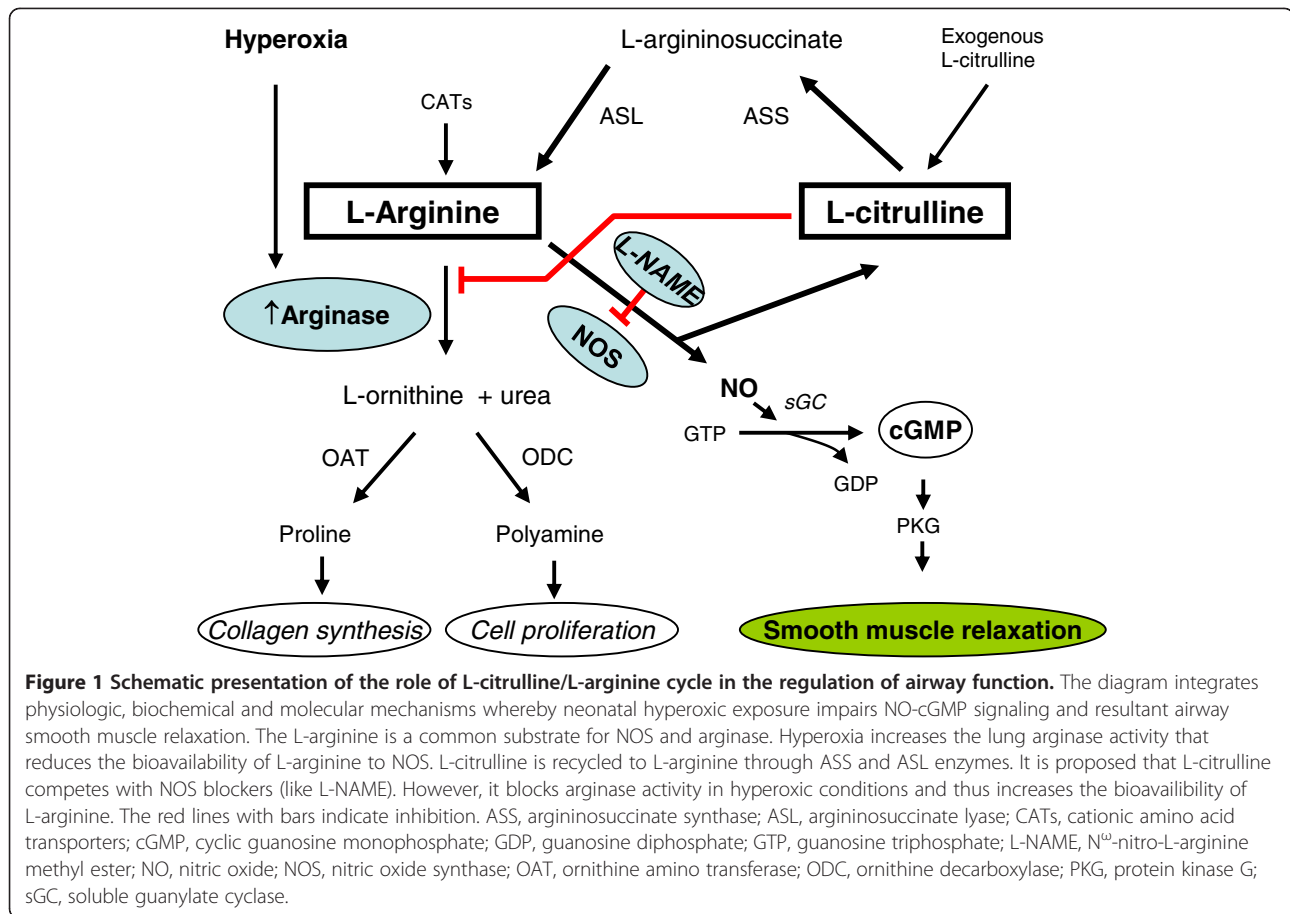 Hyperoxia
L-argininosuccinate
Exogenous
L-citrulline
CATs
ASL
ASS
L-Arginine
L-citrulline
L-NAME
↑Arginase
NOS
L-ornithine + urea
NO
sGC
GTP
cGMP
GDP
OAT
ODC
PKG
Proline
Polyamine
Collagen synthesis
Cell proliferation
Smooth muscle relaxation
Figure 1 Schematic presentation of the role of L-citrulline/L-arginine cycle in the regulation of airway function. The diagram integrates
physiologic, biochemical and molecular mechanisms whereby neonatal hyperoxic exposure impairs NO-cGMP signaling and resultant airway
smooth muscle relaxation. The L-arginine is a common substrate for NOS and arginase. Hyperoxia increases the lung arginase activity that
reduces the bioavailability of L-arginine to NOS. L-citrulline is recycled to L-arginine through ASS and ASL enzymes. It is proposed that L-citrulline
competes with NOS blockers (like L-NAME). However, it blocks arginase activity in hyperoxic conditions and thus increases the bioavailibility of
L-arginine. The red lines with bars indicate inhibition. ASS, argininosuccinate synthase; ASL, argininosuccinate lyase; CATs, cationic amino acid
transporters; cGMP, cyclic guanosine monophosphate; GDP, guanosine diphosphate; GTP, guanosine triphosphate; L-NAME, N^ω-nitro-L-arginine
methyl ester; NO, nitric oxide; NOS, nitric oxide synthase; OAT, ornithine amino transferase; ODC, ornithine decarboxylase; PKG, protein kinase G;
sGC, soluble guanylate cyclase.